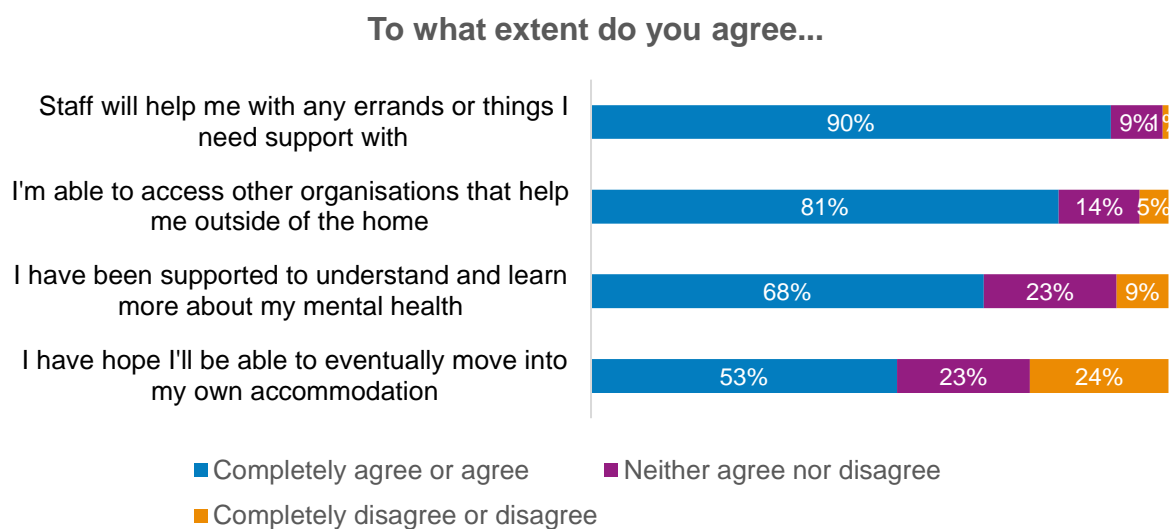 To what extent do you agree...
Staff will help me with any errands or things I
need support with
90%
9%
1%
I'm able to access other organisations that help
me outside of the home
81%
14%
5%
I have been supported to understand and learn
more about my mental health
68%
23%
9%
I have hope I'll be able to eventually move into
my own accommodation
53%
23%
24%
Completely agree or agree
Neither agree nor disagree
Completely disagree or disagree